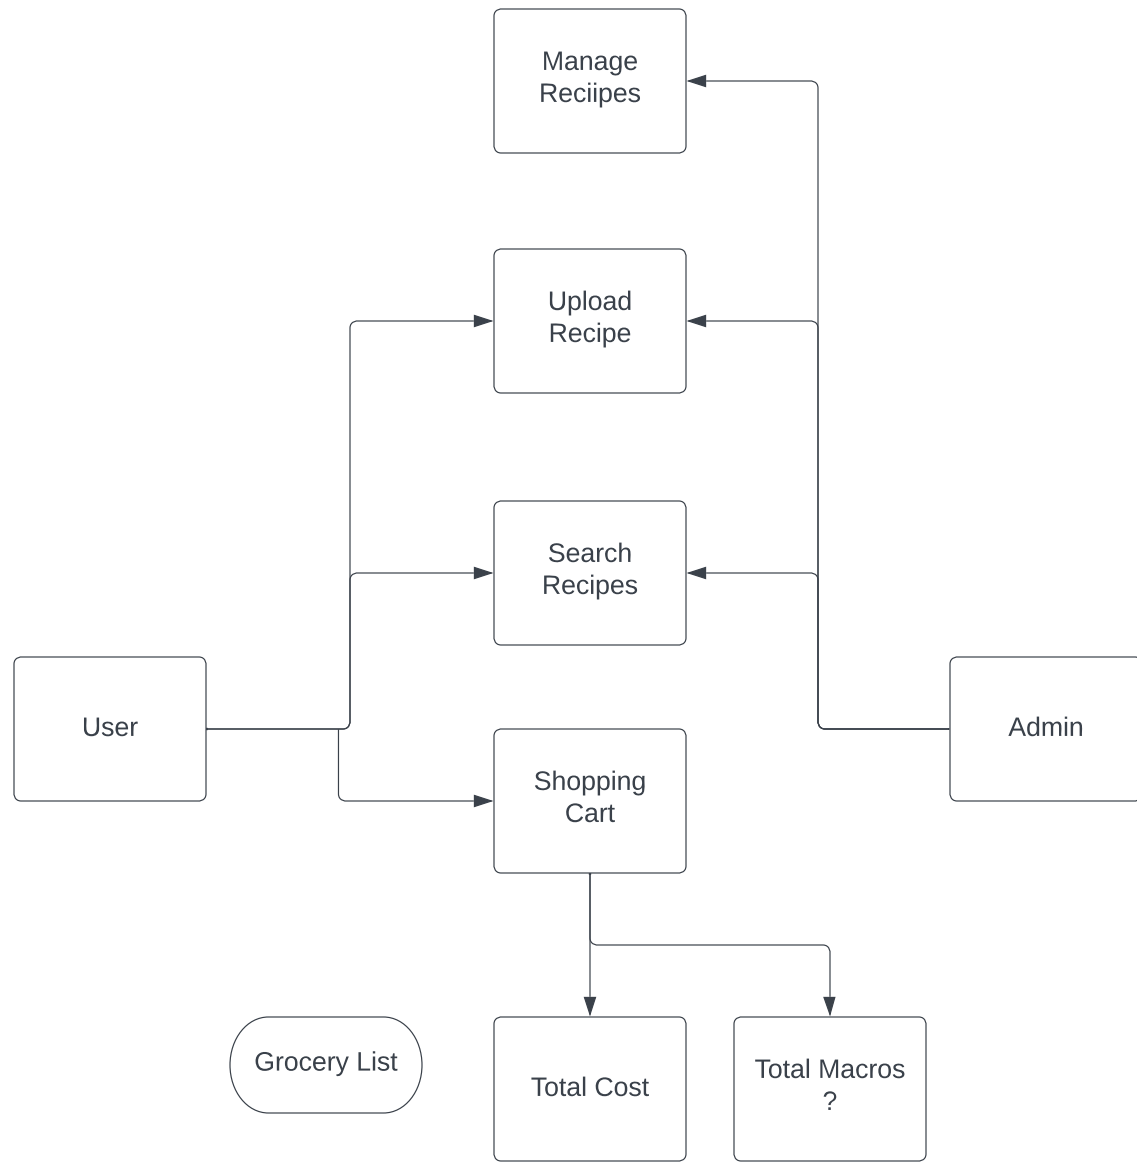 Manage
Reciipes
Upload
Recipe
Search
Recipes
User
Admin
Shopping
Cart
Grocery List
Total Cost
Total Macros
?